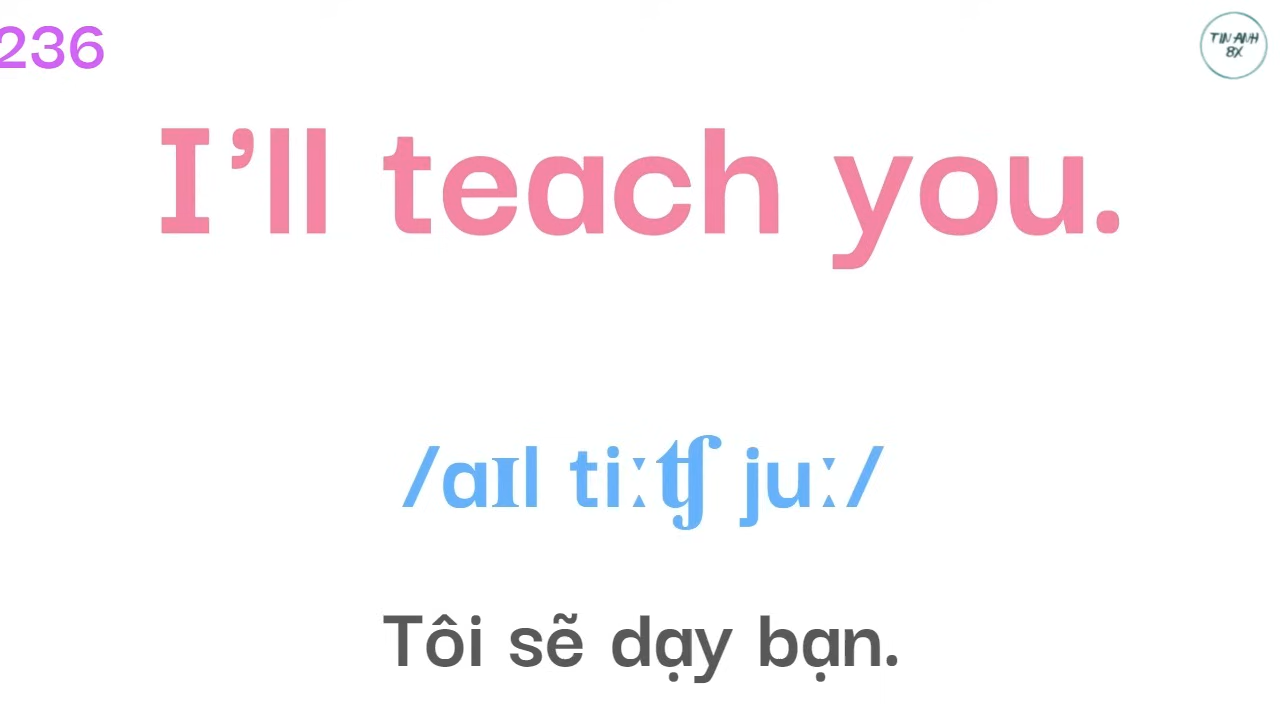 236
TIN ANH
8X
I’ll teach you.
/aɪl tiːʧ juː/
Tôi sẽ dạy bạn.